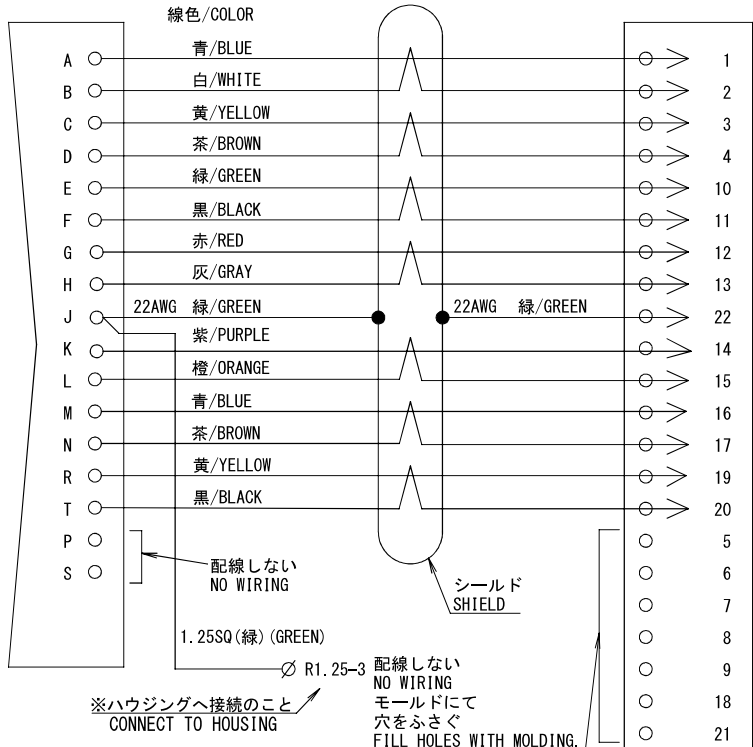 線色/COLOR
A 青/BLUE 1
B 白/WHITE 2
C 黄/YELLOW 3
D 茶/BROWN 4
E 緑/GREEN 10
F 黒/BLACK 11
G 赤/RED 12
H 灰/GRAY 13
J 22AWG 緑/GREEN 22AWG 緑/GREEN 22
K 紫/PURPLE 14
L 橙/ORANGE 15
M 青/BLUE 16
N 茶/BROWN 17
R 黄/YELLOW 19
T 黒/BLACK 20
P 5
S 6
7
8
9
18
21
配線しない
NO WIRING
シールド
SHIELD
1.25SQ(緑)(GREEN)
R1.25-3
※ハウジングへ接続のこと
CONNECT TO HOUSING
配線しない
NO WIRING
モールドにて
穴をふさぐ
FILL HOLES WITH MOLDING.